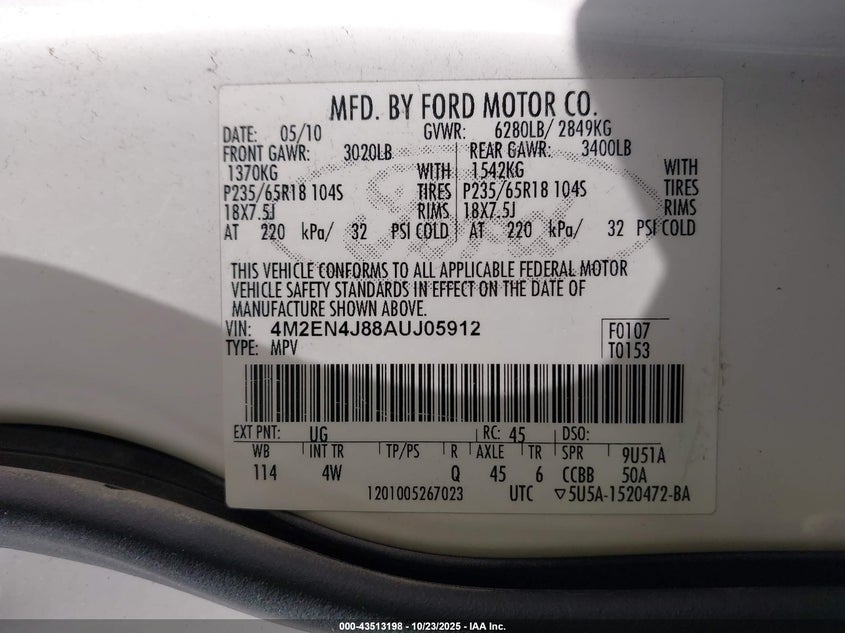 MFD. BY FORD MOTOR CO.
DATE: 05/10 GVWR: 6280LB/ 2849KG
FRONT GAWR: 3020LB REAR GAWR: 3400LB
1370KG WITH 1542KG WITH
P235/65R18 104S TIRES P235/65R18 104S TIRES
18X7.5J RIMS 18X7.5J RIMS
AT 220 kPa/ 32 PSI COLD AT 220 kPa/ 32 PSI COLD
THIS VEHICLE CONFORMS TO ALL APPLICABLE FEDERAL MOTOR
VEHICLE SAFETY STANDARDS IN EFFECT ON THE DATE OF
MANUFACTURE SHOWN ABOVE.
VIN: 4M2EN4J88AUJ05912 F0107
TYPE: MPV T0153
EXT PNT: UG RC: 45 DSO:
WB INT TR TP/PS R AXLE TR SPR 9U51A
114 4W Q 45 6 CCBB 50A
1201005267023 UTC ▽5U5A-1520472-BA
000-43513198 - 10/23/2025 - IAA Inc.